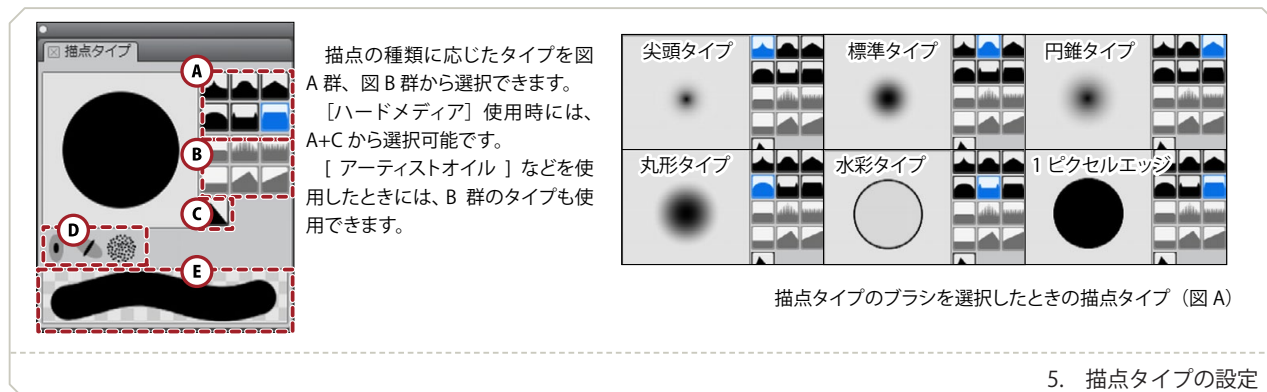 描点タイプ
A
B
C
D
E
描点の種類に応じたタイプを図
A 群、図 B 群から選択できます。
[ハードメディア] 使用時には、
A+C から選択可能です。
[ アーティストオイル ] などを使
用したときには、B 群のタイプも使
用できます。
尖頭タイプ
標準タイプ
円錐タイプ
丸形タイプ
水彩タイプ
1 ピクセルエッジ
描点タイプのブラシを選択したときの描点タイプ（図 A）
5. 描点タイプの設定